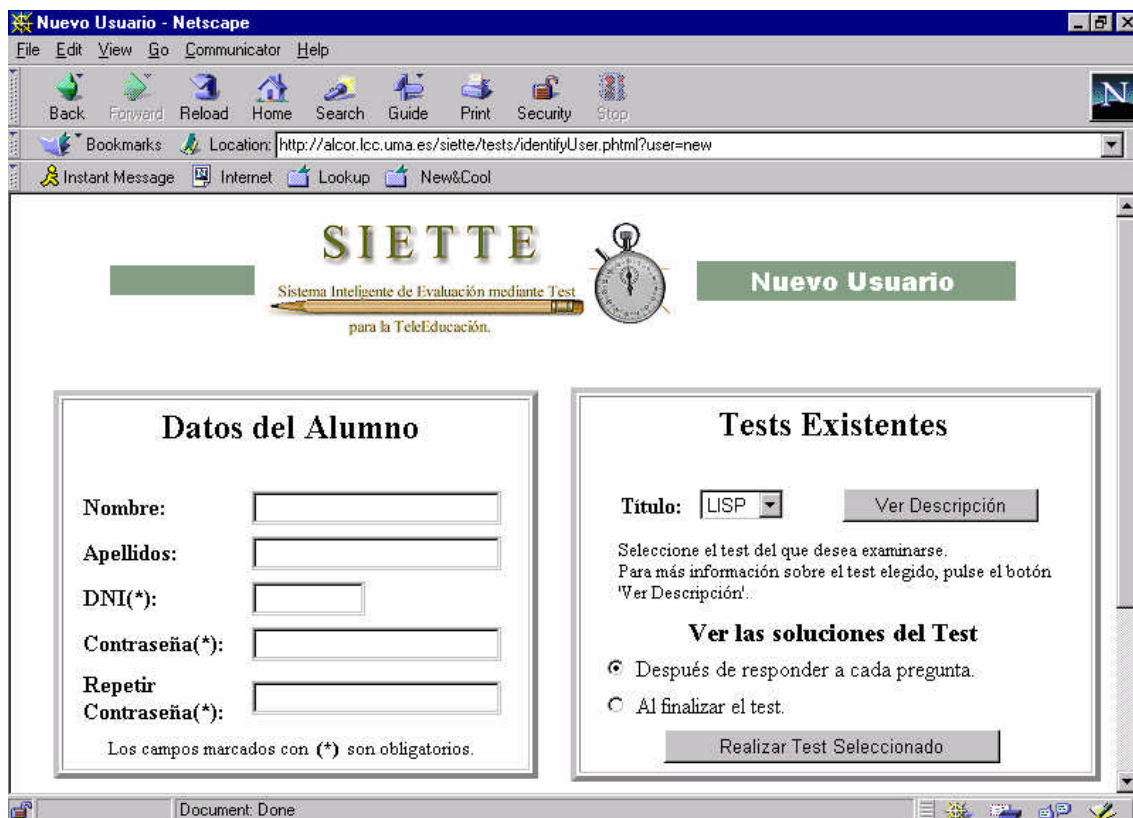 Nuevo Usuario - Netscape
File Edit View Go Communicator Help
Back Forward Reload Home Search Guide Print Security Stop
N
Bookmarks Location: http://alcor.lcc.uma.es/siette/tests/identifyUser.phtml?user=new
Instant Message Internet Lookup New&Cool
SIETTE
Sistema Inteligente de Evaluación mediante Test
para la TeleEducación.
Nuevo Usuario
Datos del Alumno
Nombre:
Apellidos:
DNI(*):
Contraseña(*):
Repetir
Contraseña(*):
Los campos marcados con (*) son obligatorios.
Tests Existentes
Título: LISP Ver Descripción
Seleccione el test del que desea examinarse.
Para más información sobre el test elegido, pulse el botón
'Ver Descripción'.
Ver las soluciones del Test
Después de responder a cada pregunta.
Al finalizar el test.
Realizar Test Seleccionado
Document: Done